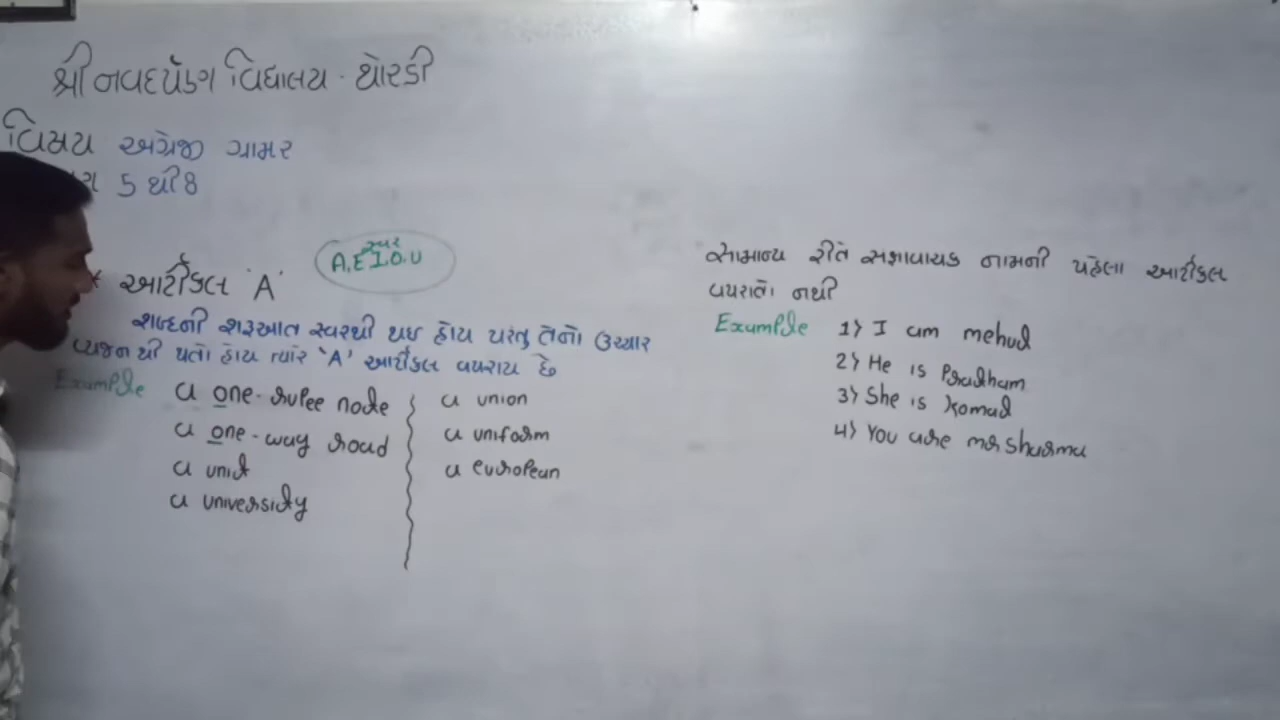 શ્રી નવદુર્ગા વિદ્યાલય - થોરડી
વિષય અંગ્રેજી ગ્રામર
5 થી 8
આર્ટીકલ 'A'
સ્વર
A, E I.O.U
શબ્દની શરૂઆત સ્વરથી થઇ હોય પરંતુ તેનો ઉચ્ચાર
વ્યજન થી થતો હોય ત્યારે 'A' આર્ટીકલ વપરાય છે
Example
a one-rupee note
a one-way road
a unit
a university
a union
a uniform
a european
સામાન્ય રીતે સંજ્ઞાવાચક નામની પહેલા આર્ટીકલ
વપરાતો નથી
Example 1) I am mehul
2) He is Pratham
3) She is komal
4) You are mr sharma